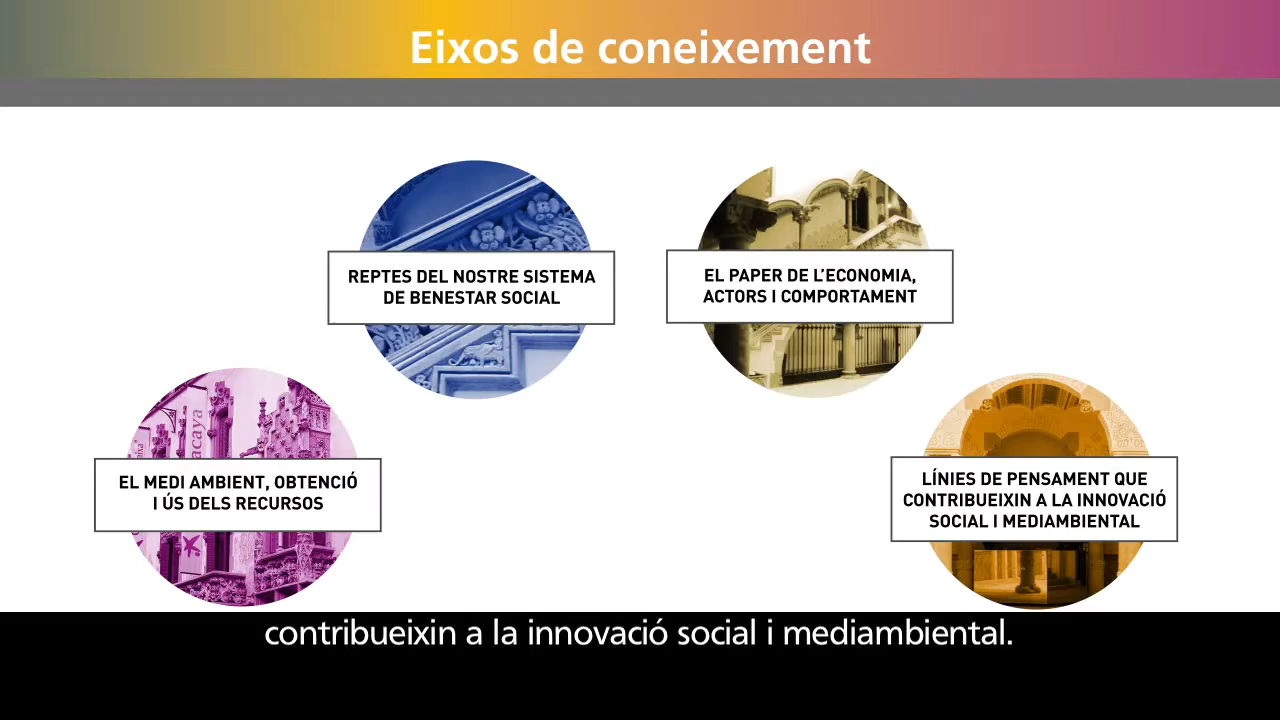 Eixos de coneixement
REPTES DEL NOSTRE SISTEMA
DE BENESTAR SOCIAL
EL PAPER DE L’ECONOMIA,
ACTORS I COMPORTAMENT
acaya
EL MEDI AMBIENT, OBTENCIÓ
I ÚS DELS RECURSOS
LÍNIES DE PENSAMENT QUE
CONTRIBUEIXIN A LA INNOVACIÓ
SOCIAL I MEDIAMBIENTAL
contribueixin a la innovació social i mediambiental.